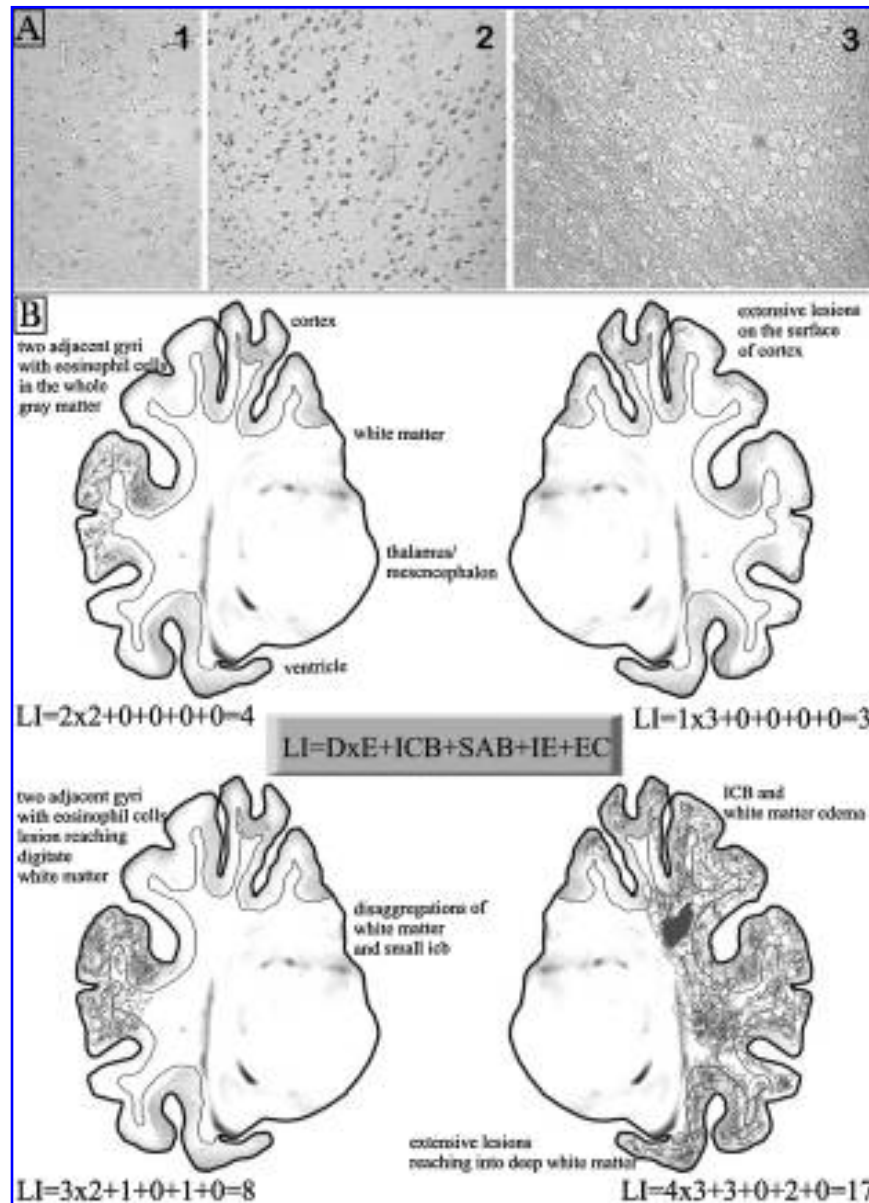 A
1
2
3
B
two adjacent gyri
with eosinophil cells
in the whole
gray matter
cortex
white matter
thalamus/
mesencephalon
ventricle
extensive lesions
on the surface
of cortex
LI=2x2+0+0+0+0=4
LI=1x3+0+0+0+0=3
LI=DxE+ICB+SAB+IE+EC
two adjacent gyri
with eosinophil cells
lesion reaching
digitate
white matter
disaggregations of
white matter
and small icb
ICB and
white matter edema
extensive lesions
reaching into deep white matter
LI=3x2+1+0+1+0=8
LI=4x3+3+0+2+0=17